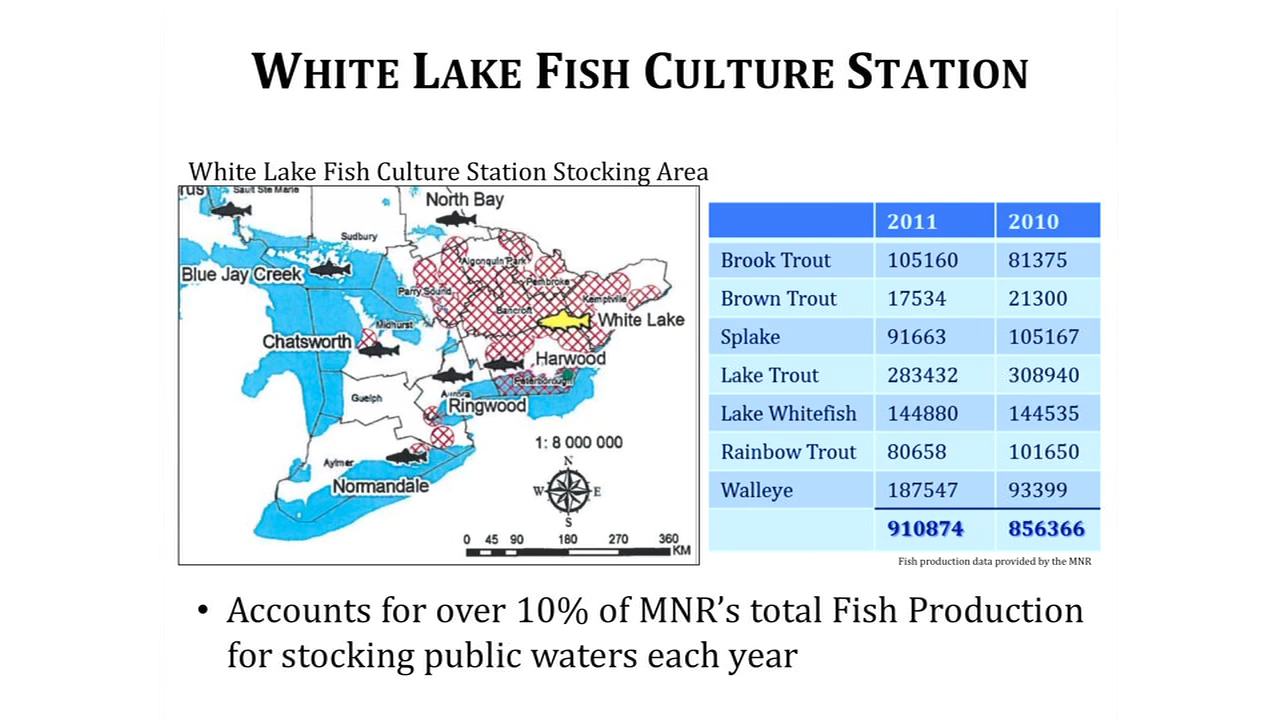 WHITE LAKE FISH CULTURE STATION
White Lake Fish Culture Station Stocking Area
Sault Ste Marie
North Bay
Sudbury
Blue Jay Creek
Algonquin Park
Parry Sound
Pembroke
Kemptville
Bancroft
White Lake
Midhurst
Chatsworth
Harwood
Peterborough
Guelph
Aurora
Ringwood
1: 8 000 000
Aylmer
Normandale
N
W E
S
0 45 90 180 270 360
KM
2011 2010
Brook Trout 105160 81375
Brown Trout 17534 21300
Splake 91663 105167
Lake Trout 283432 308940
Lake Whitefish 144880 144535
Rainbow Trout 80658 101650
Walleye 187547 93399
910874 856366
Fish production data provided by the MNR
• Accounts for over 10% of MNR's total Fish Production
for stocking public waters each year